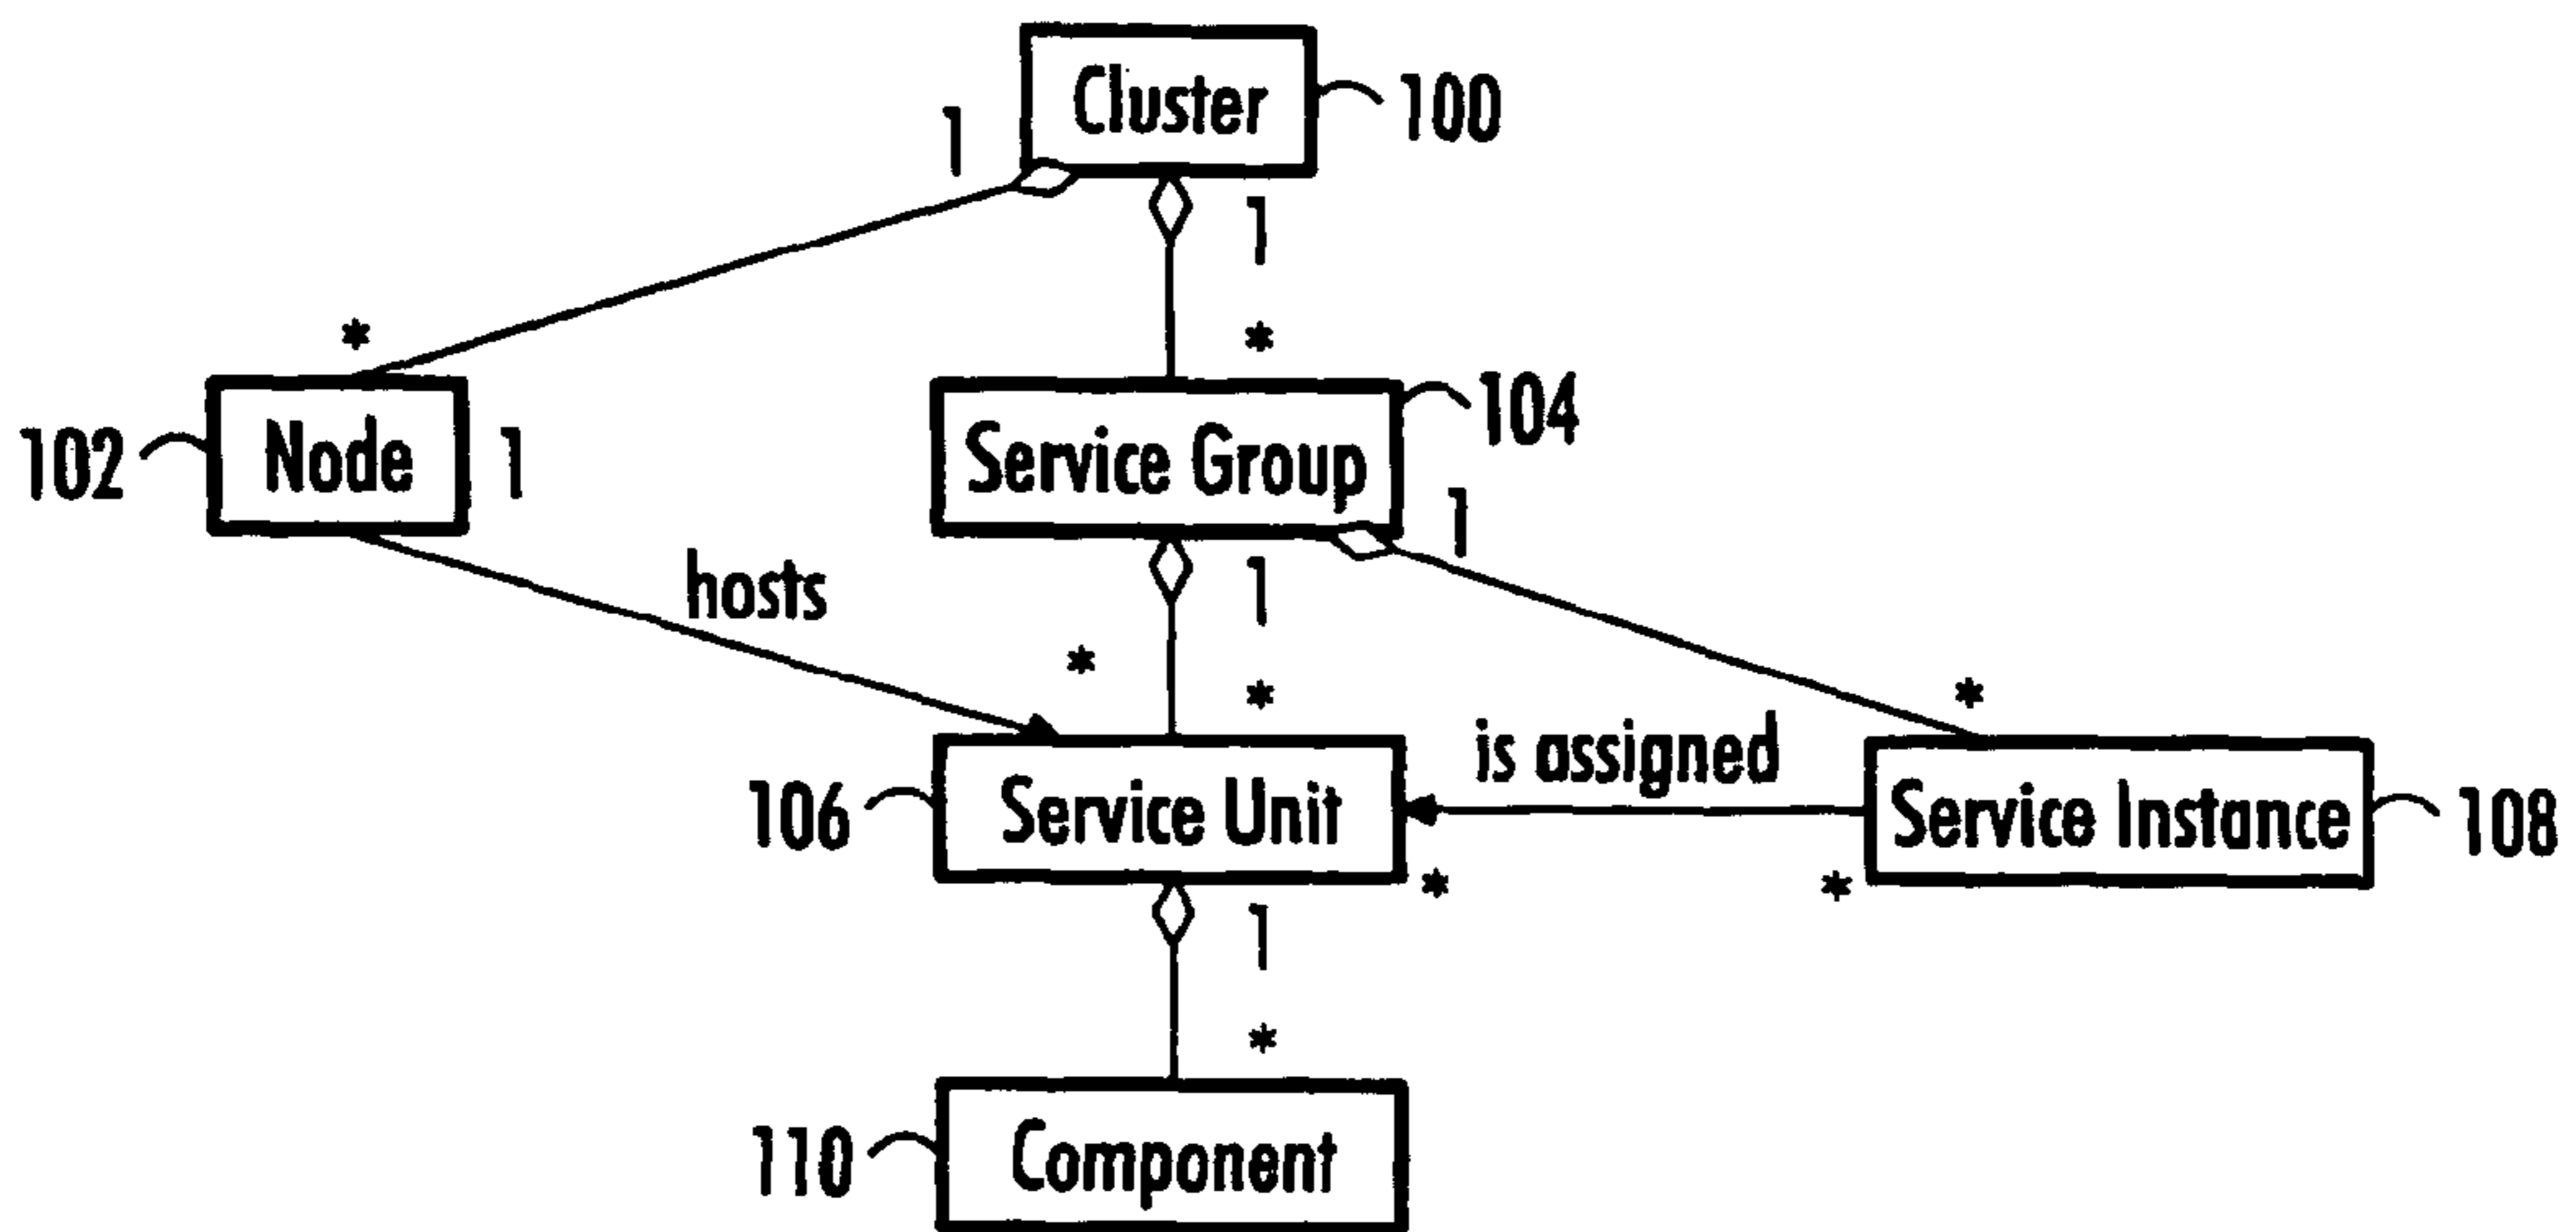 Cluster
100
1
1
*
*
102
Node
1
Service Group
104
1
hosts
1
*
*
*
is assigned
106
Service Unit
Service Instance
108
*
*
1
*
110
Component